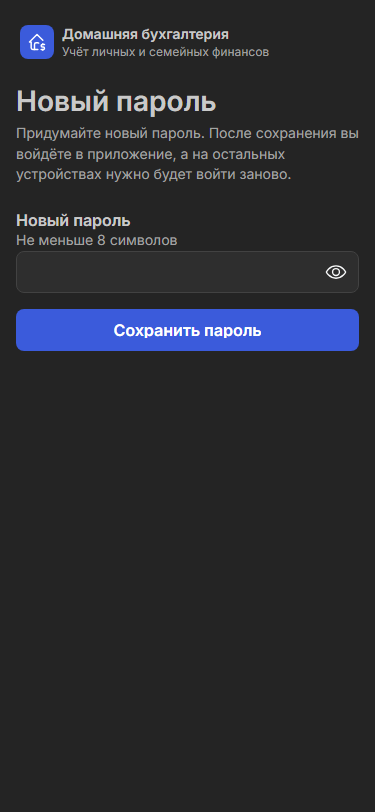 Домашняя бухгалтерия
Учёт личных и семейных финансов
Новый пароль
Придумайте новый пароль. После сохранения вы
войдёте в приложение, а на остальных
устройствах нужно будет войти заново.
Новый пароль
Не меньше 8 символов
Сохранить пароль